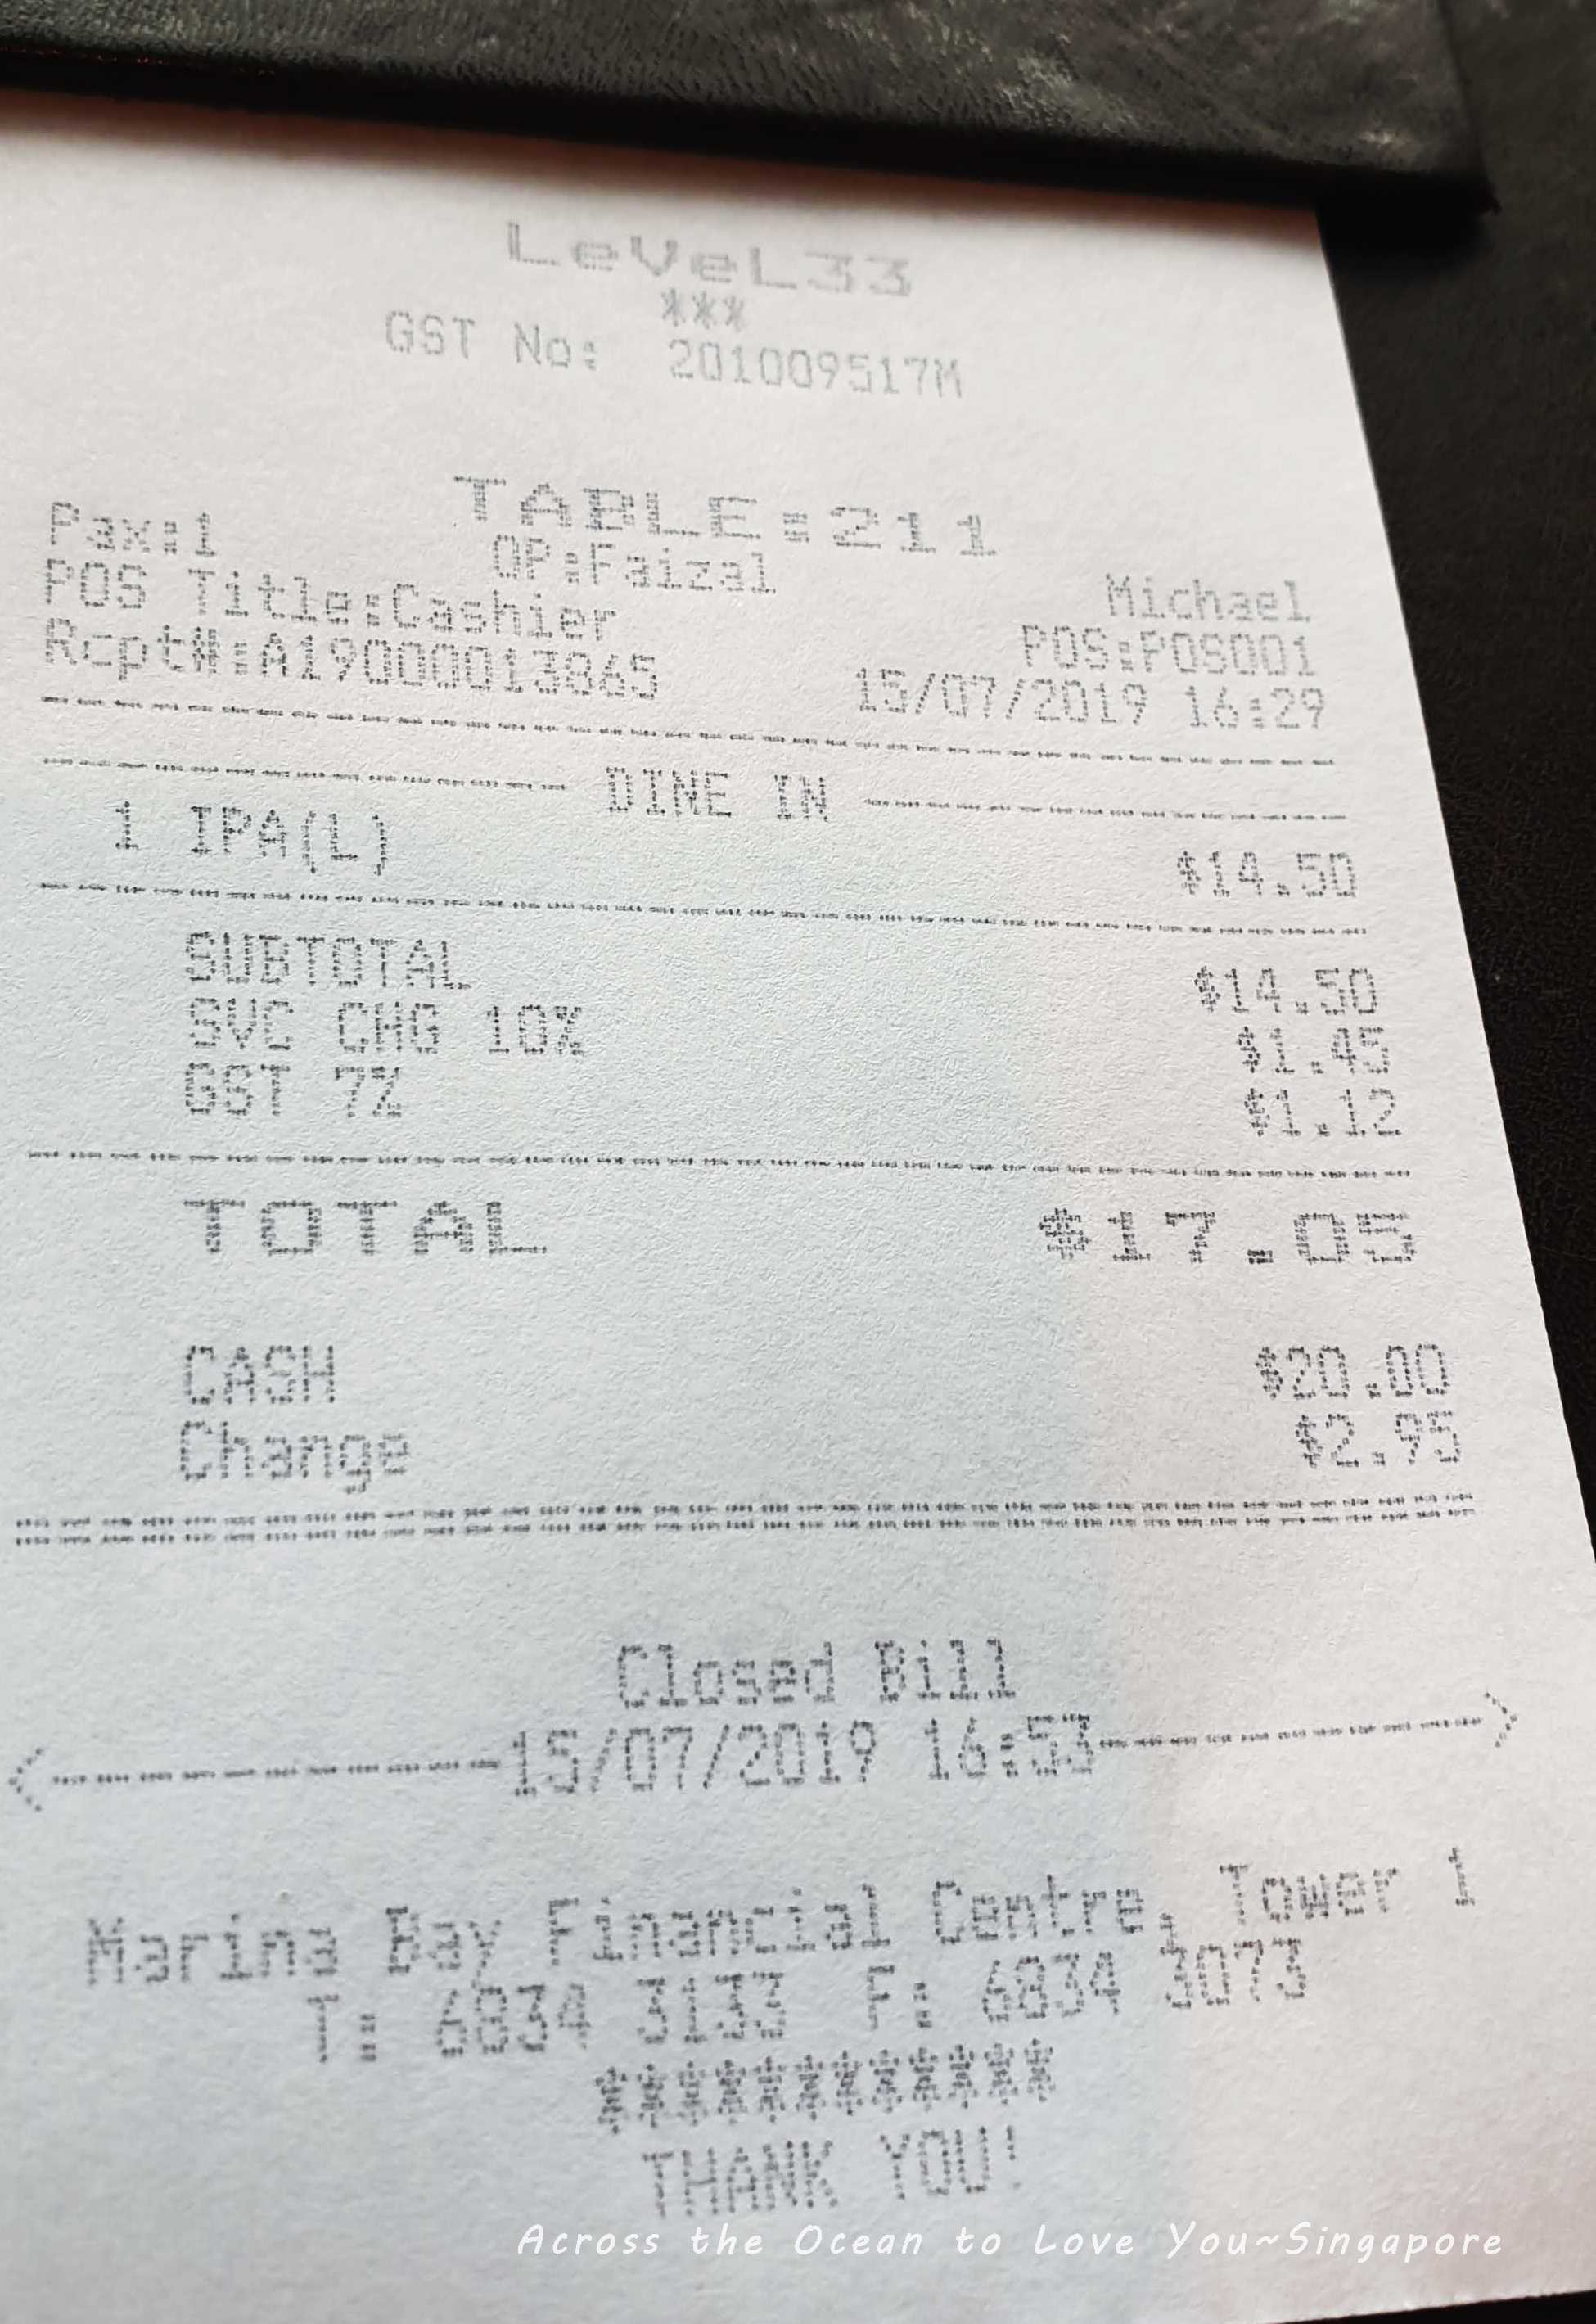 LeVeL33
***
GST No: 201009517M
TABLE:211
Pax:1 OP:Faizal Michael
POS Title:Cashier POS:POS001
Rcpt#:A19000013865 15/07/2019 16:29
DINE IN
1 IPA(L) $14.50
SUBTOTAL $14.50
SVC CHG 10% $1.45
GST 7% $1.12
TOTAL $17.05
CASH $20.00
Change $2.95
Closed Bill
<---------15/07/2019 16:53--------->
Marina Bay Financial Centre, Tower 1
T: 6834 3133 F: 6834 3073
*************
THANK YOU!
Across the Ocean to Love You~Singapore